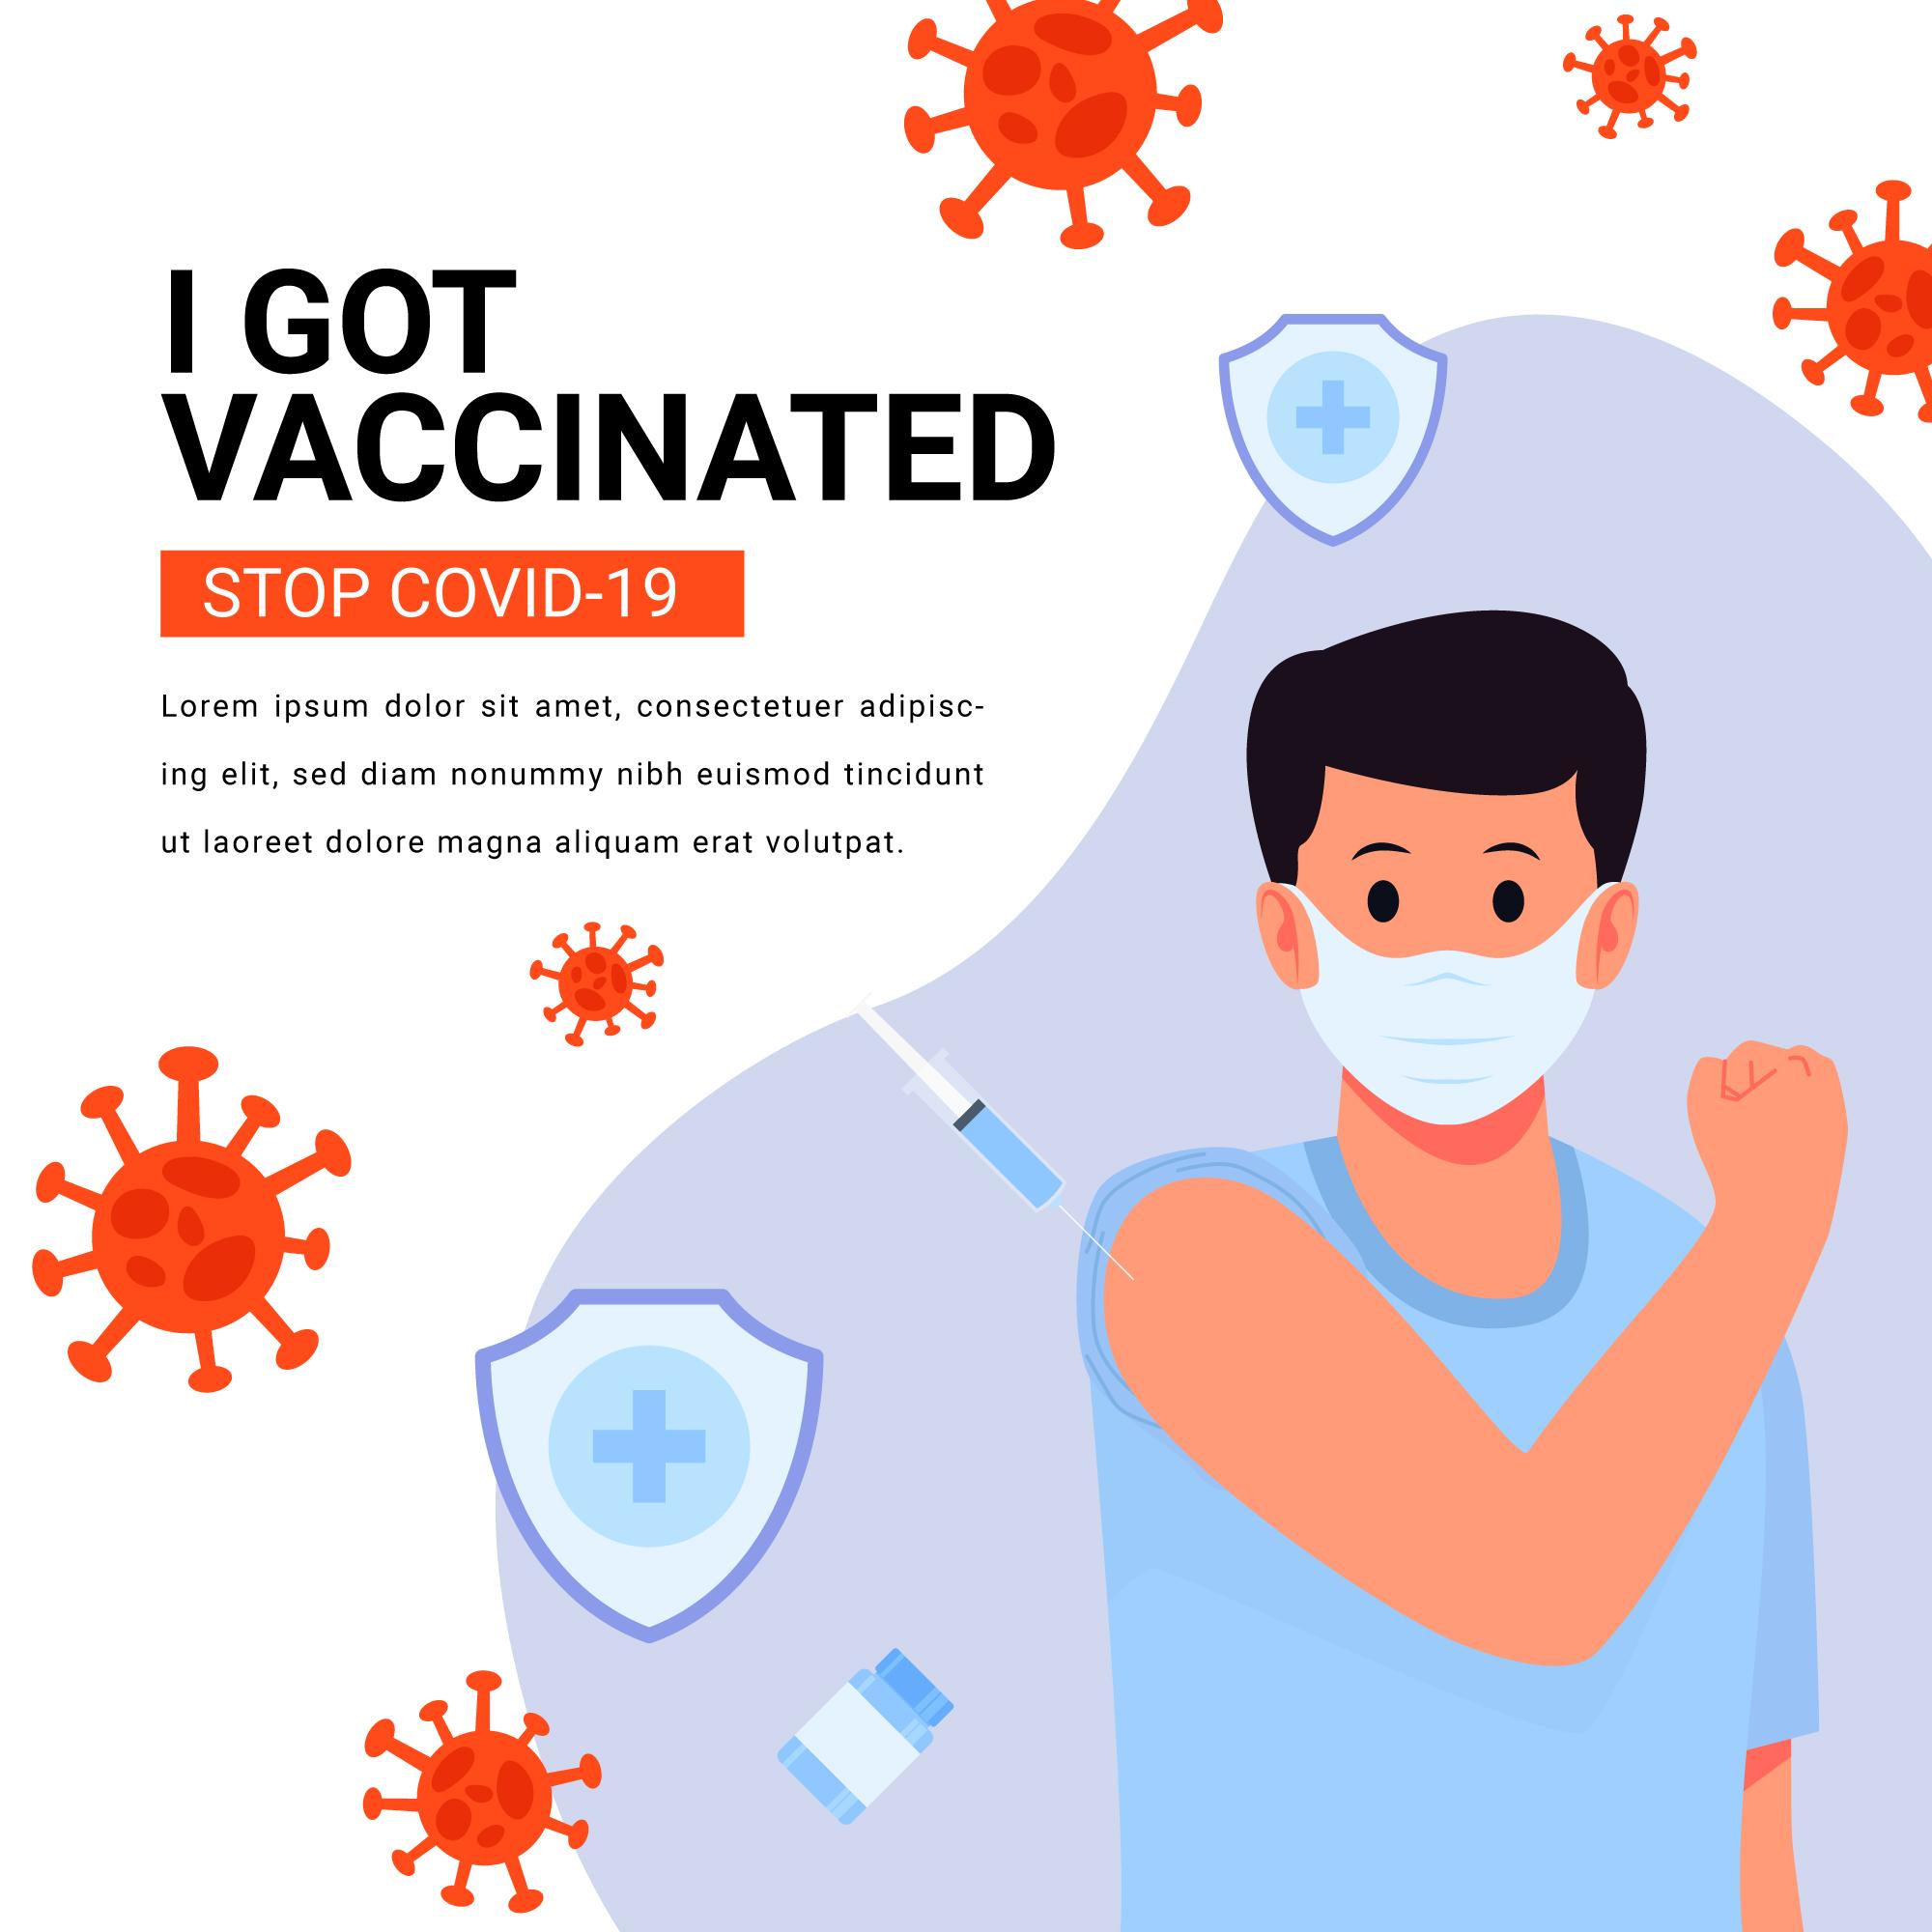 I GOT
VACCINATED
STOP COVID-19
Lorem ipsum dolor sit amet, consectetuer adipisc-
ing elit, sed diam nonummy nibh euismod tincidunt
ut laoreet dolore magna aliquam erat volutpat.